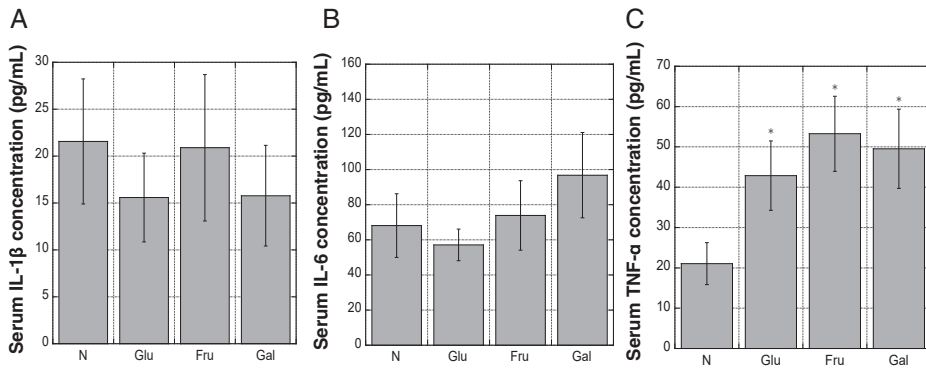 A
Serum IL-1β concentration (pg/mL)
30
25
20
15
10
5
0
N Glu Fru Gal
B
Serum IL-6 concentration (pg/mL)
160
140
120
100
80
60
40
20
0
N Glu Fru Gal
C
Serum TNF-α concentration (pg/mL)
70
60
50
40
30
20
10
0
* * *
N Glu Fru Gal